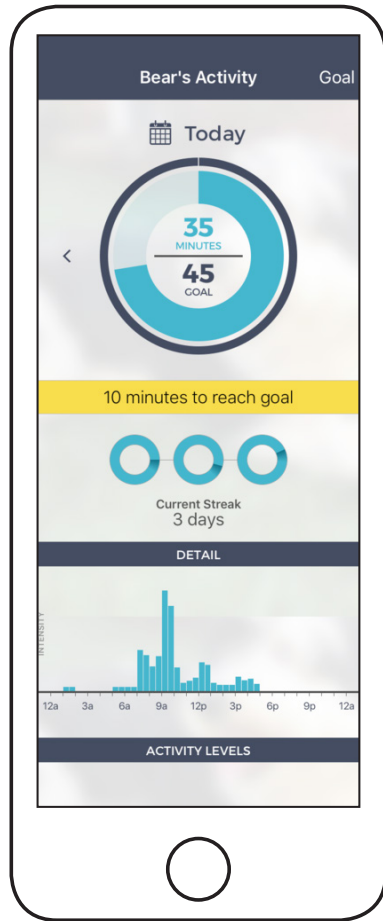 Bear's Activity Goal
Today
35
MINUTES
45
GOAL
10 minutes to reach goal
Current Streak
3 days
DETAIL
INTENSITY
12a 3a 6a 9a 12p 3p 6p 9p 12a
ACTIVITY LEVELS